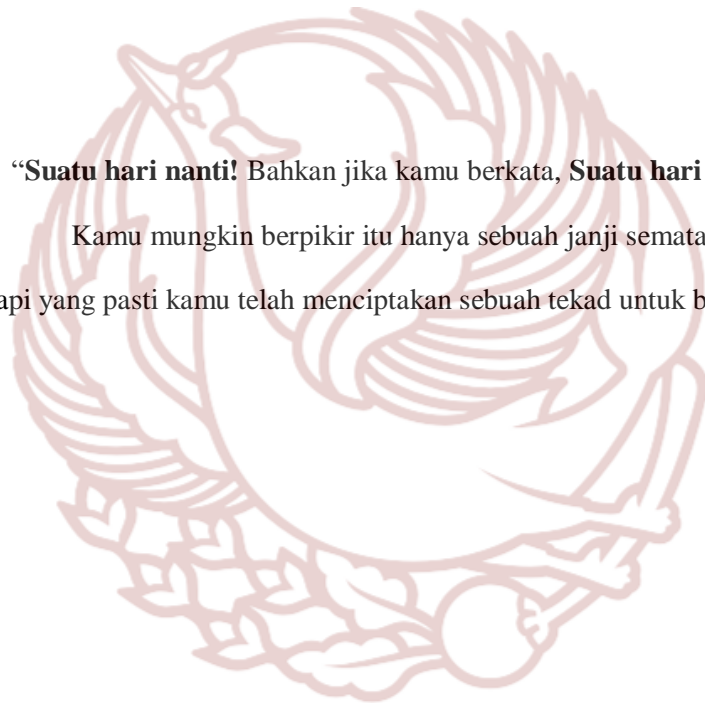 “Suatu hari nanti! Bahkan jika kamu berkata, Suatu hari
Kamu mungkin berpikir itu hanya sebuah janji semata
api yang pasti kamu telah menciptakan sebuah tekad untuk b